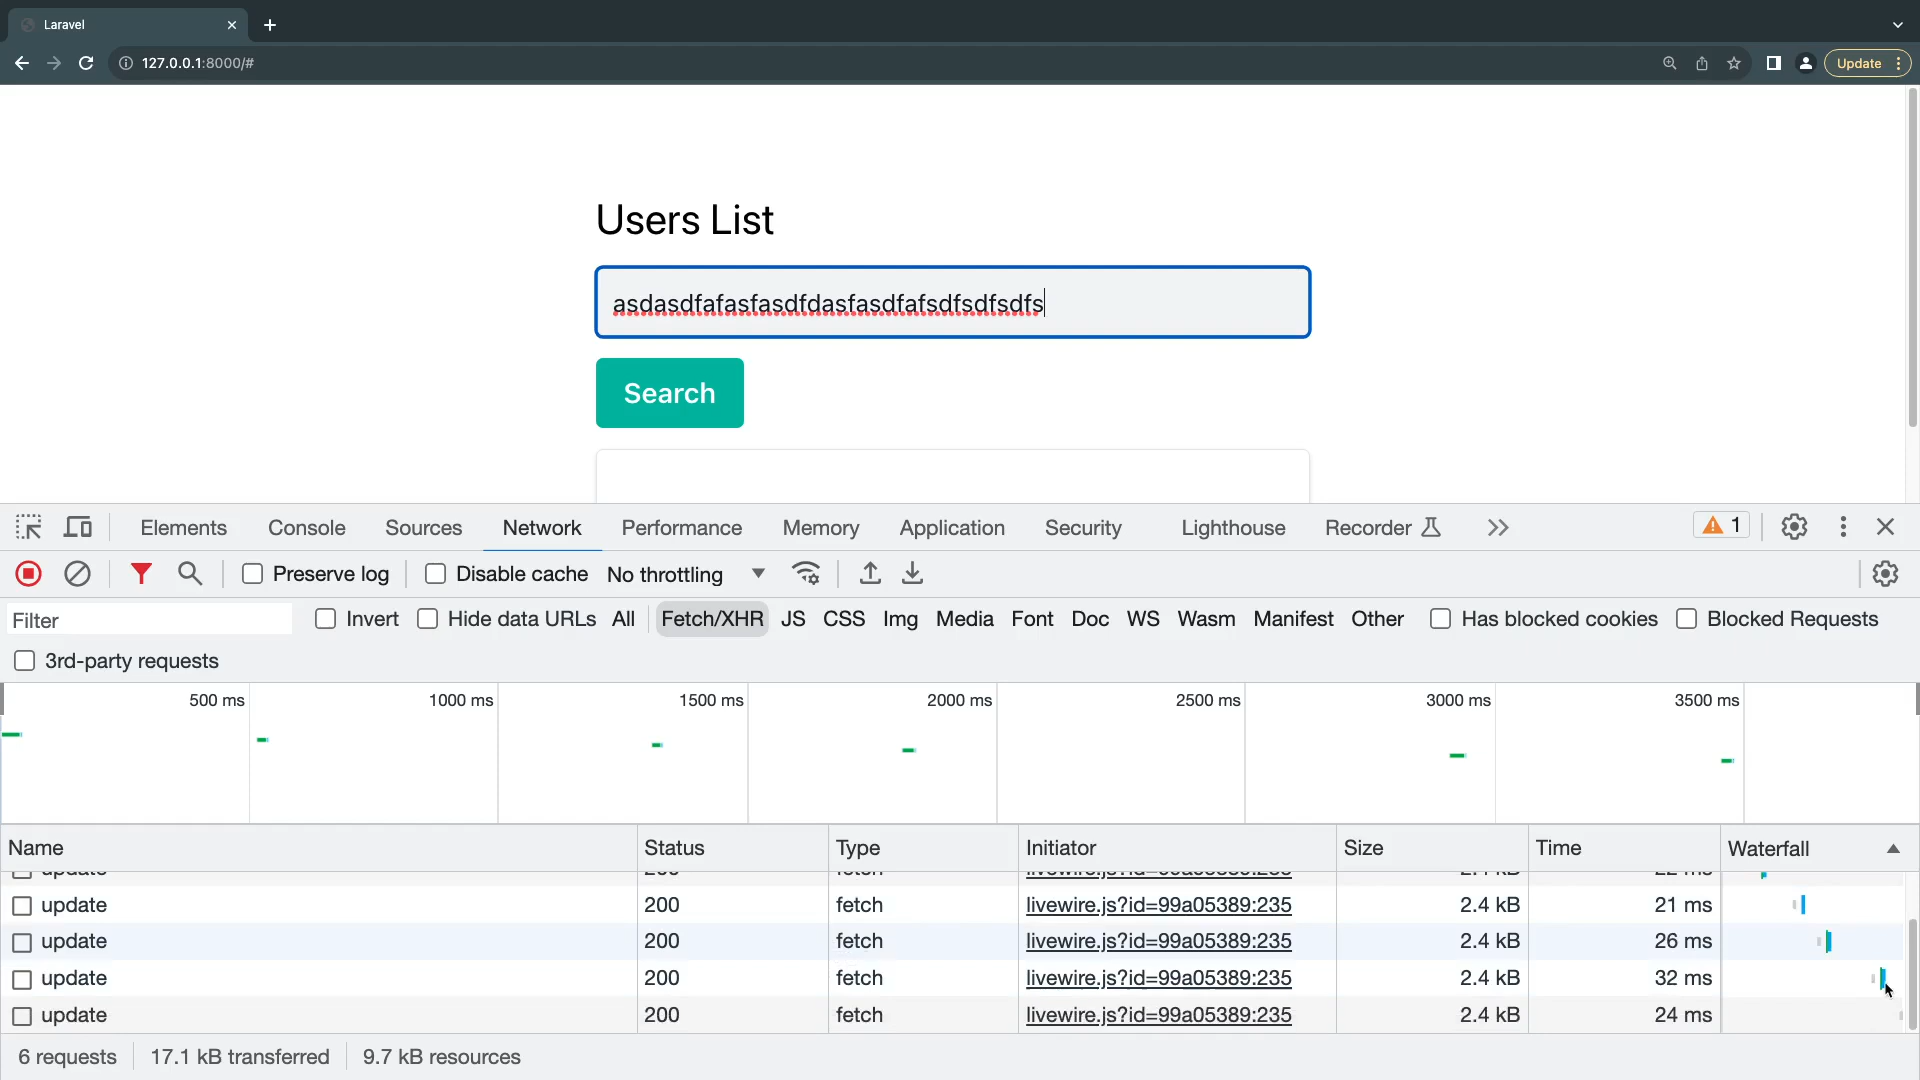 Laravel
127.0.0.1:8000/#
Update
Users List
asdasdfafasfasdfdasfasdfafsdfsdfsdfs
Search
Elements Console Sources Network Performance Memory Application Security Lighthouse Recorder 1
Preserve log Disable cache No throttling
Filter Invert Hide data URLs All Fetch/XHR JS CSS Img Media Font Doc WS Wasm Manifest Other Has blocked cookies Blocked Requests
3rd-party requests
500 ms 1000 ms 1500 ms 2000 ms 2500 ms 3000 ms 3500 ms
Name Status Type Initiator Size Time Waterfall
update 200 fetch livewire.js?id=99a05389:235 2.4 kB 21 ms
update 200 fetch livewire.js?id=99a05389:235 2.4 kB 26 ms
update 200 fetch livewire.js?id=99a05389:235 2.4 kB 32 ms
update 200 fetch livewire.js?id=99a05389:235 2.4 kB 24 ms
6 requests 17.1 kB transferred 9.7 kB resources